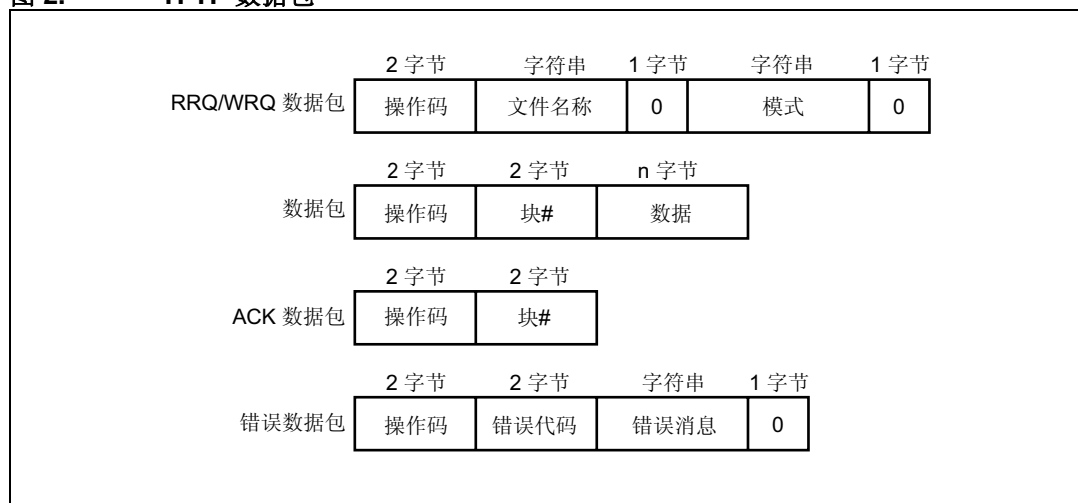 2 字节 字符串 1 字节 字符串 1 字节
RRQ/WRQ 数据包 操作码 文件名称 0 模式 0
2 字节 2 字节 n 字节
数据包 操作码 块# 数据
2 字节 2 字节
ACK 数据包 操作码 块#
2 字节 2 字节 字符串 1 字节
错误数据包 操作码 错误代码 错误消息 0